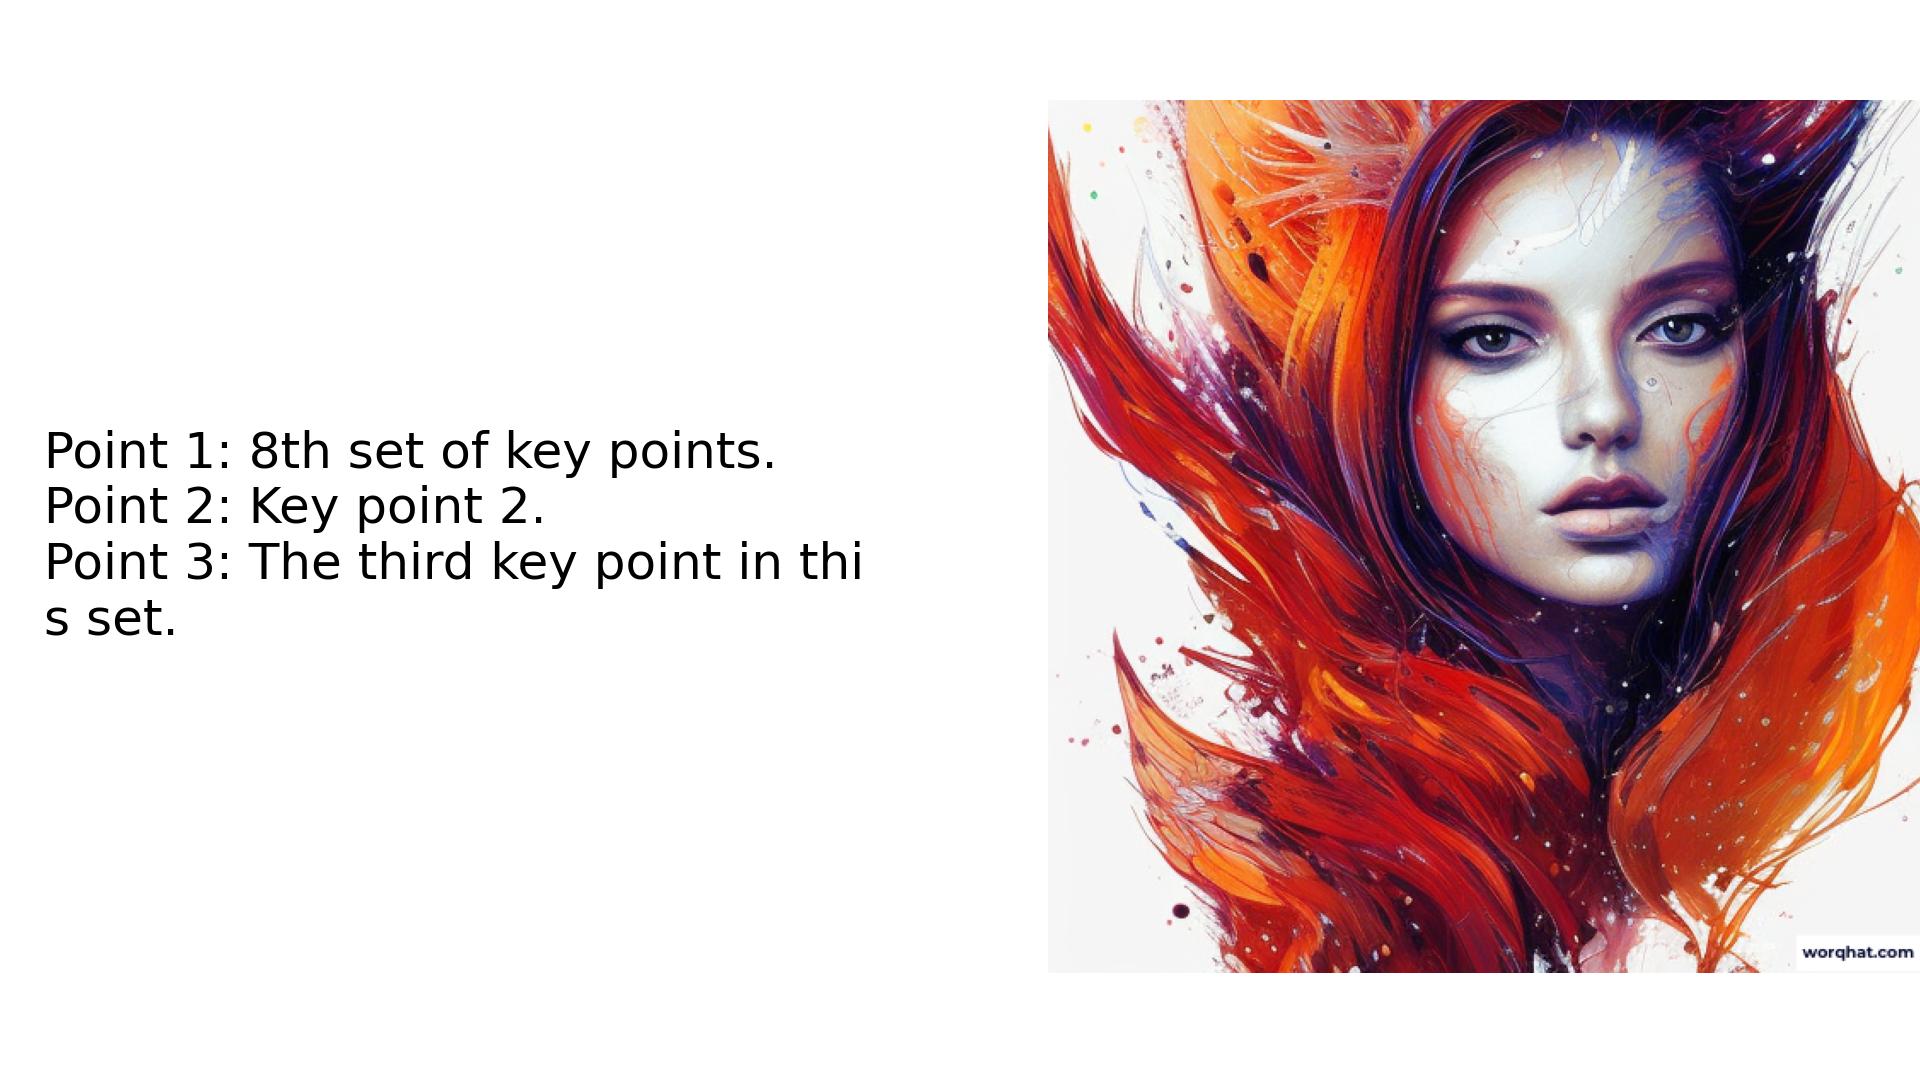 Point 1: 8th set of key points.
Point 2: Key point 2.
Point 3: The third key point in thi
s set.
worqhat.com